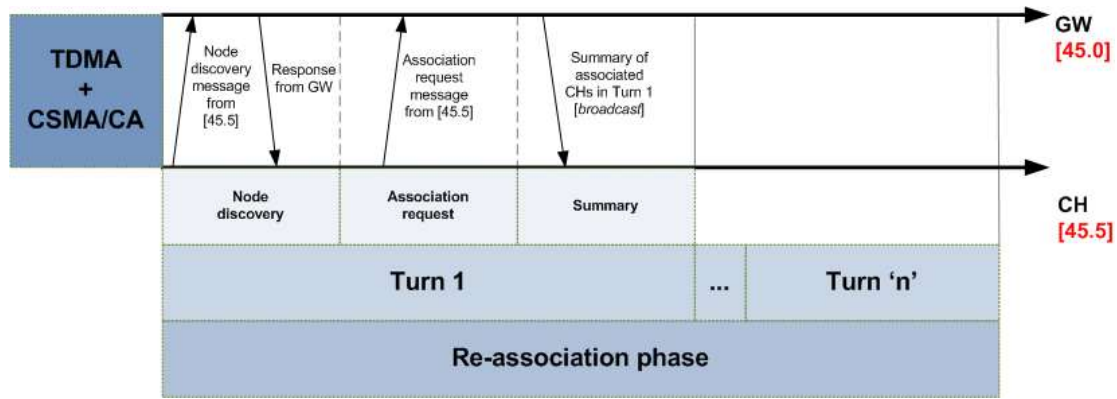 TDMA
+
CSMA/CA
Node
discovery
message
from
[45.5]
Response
from GW
Association
request
message
from [45.5]
Summary of
associated
CHs in Turn 1
[broadcast]
GW
[45.0]
Node
discovery
Association
request
Summary
CH
[45.5]
Turn 1
...
Turn ‘n’
Re-association phase